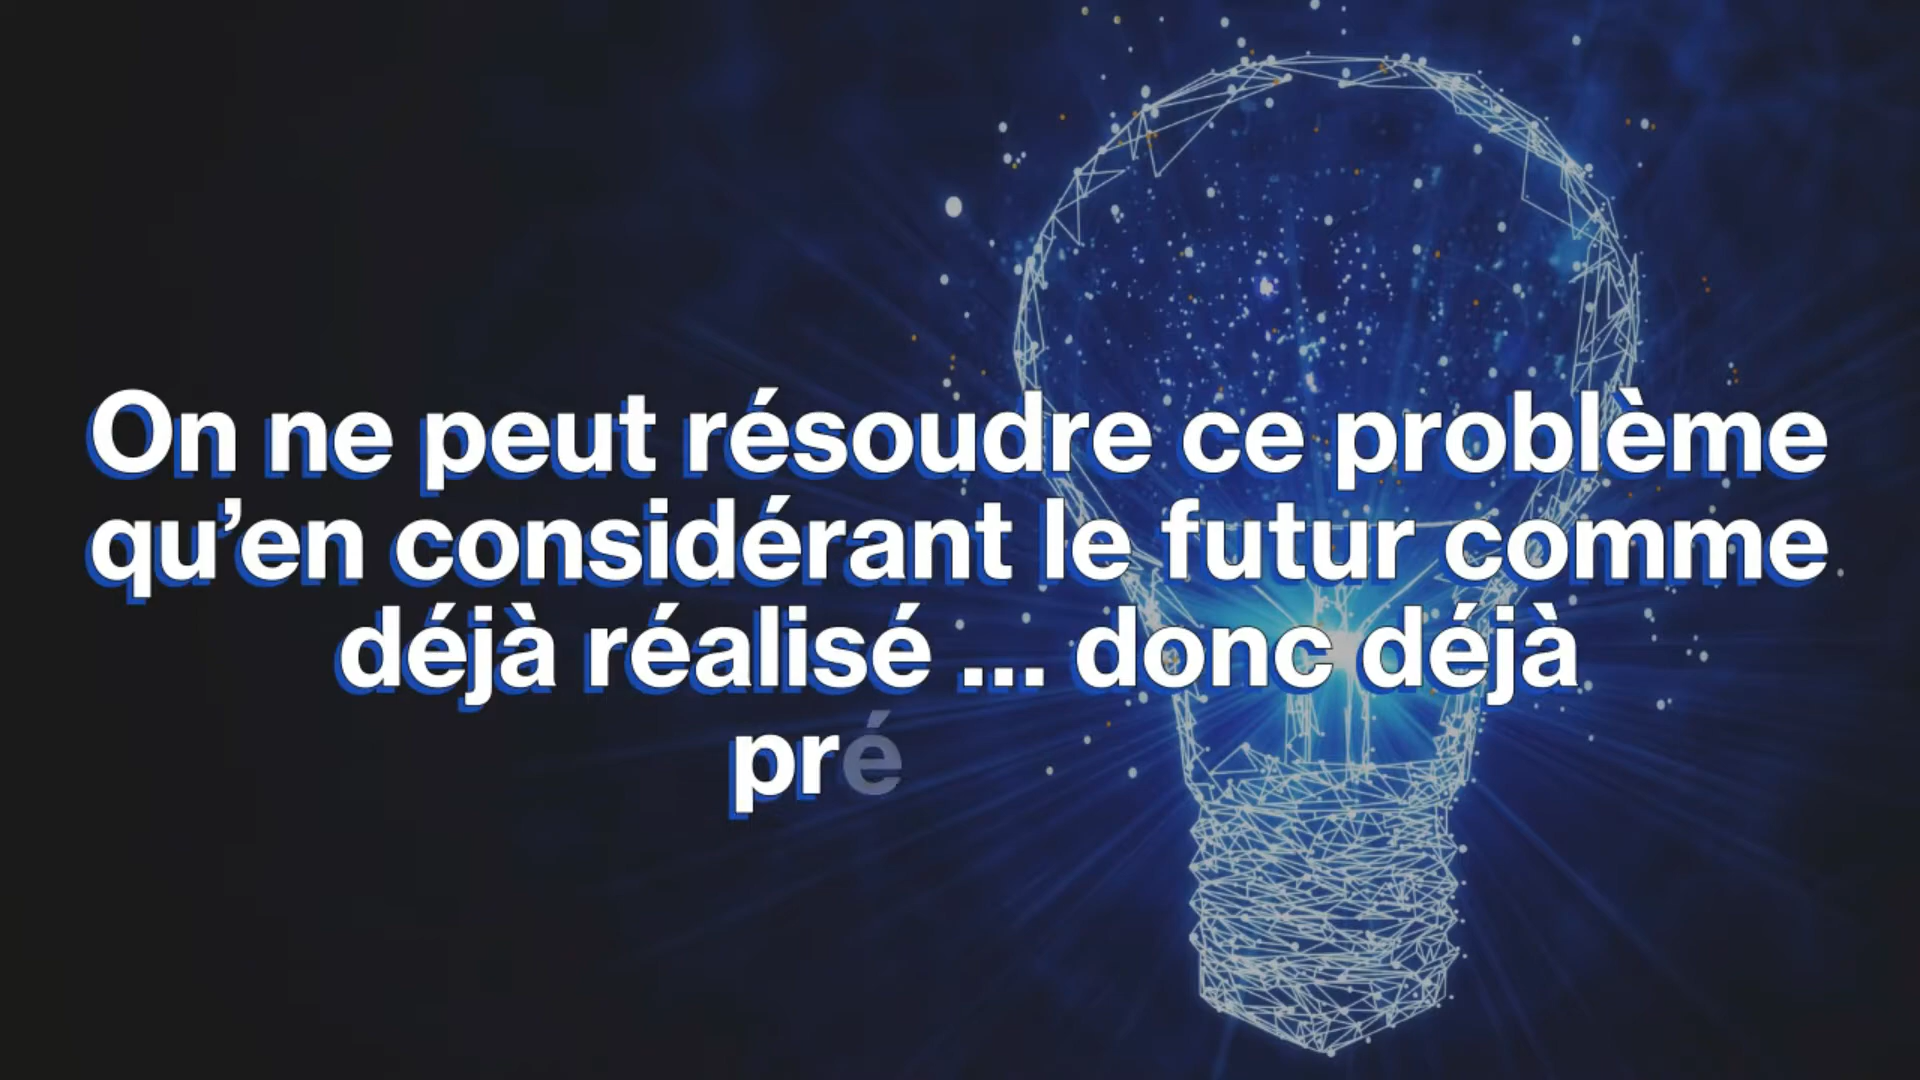 On ne peut résoudre ce problème
qu’en considérant le futur comme
déjà réalisé ... donc déjà
pré